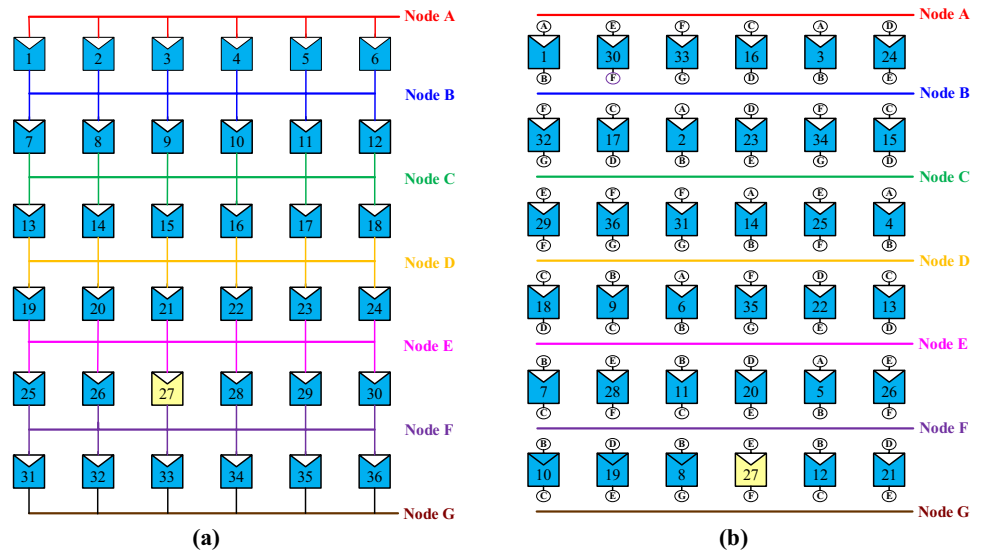 Node A
1 2 3 4 5 6
Node B
7 8 9 10 11 12
Node C
13 14 15 16 17 18
Node D
19 20 21 22 23 24
Node E
25 26 27 28 29 30
Node F
31 32 33 34 35 36
Node G
(a)
Node A
A E F C A D
1 30 33 16 3 24
B F G D B E
Node B
F C A D F C
32 17 2 23 34 15
G D B E G D
Node C
E F F A E A
29 36 31 14 25 4
F G G B F B
Node D
C B A F D C
18 9 6 35 22 13
D C B G E D
Node E
B E B D A E
7 28 11 20 5 26
C F C E B F
Node F
B D B E B D
10 19 8 27 12 21
C E G F C E
Node G
(b)